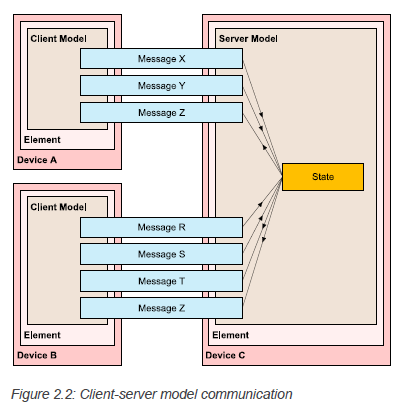 Client Model
Server Model
Message X
Message Y
Message Z
Element
Device A
State
Client Model
Message R
Message S
Message T
Message Z
Element
Device B
Element
Device C
Figure 2.2: Client-server model communication